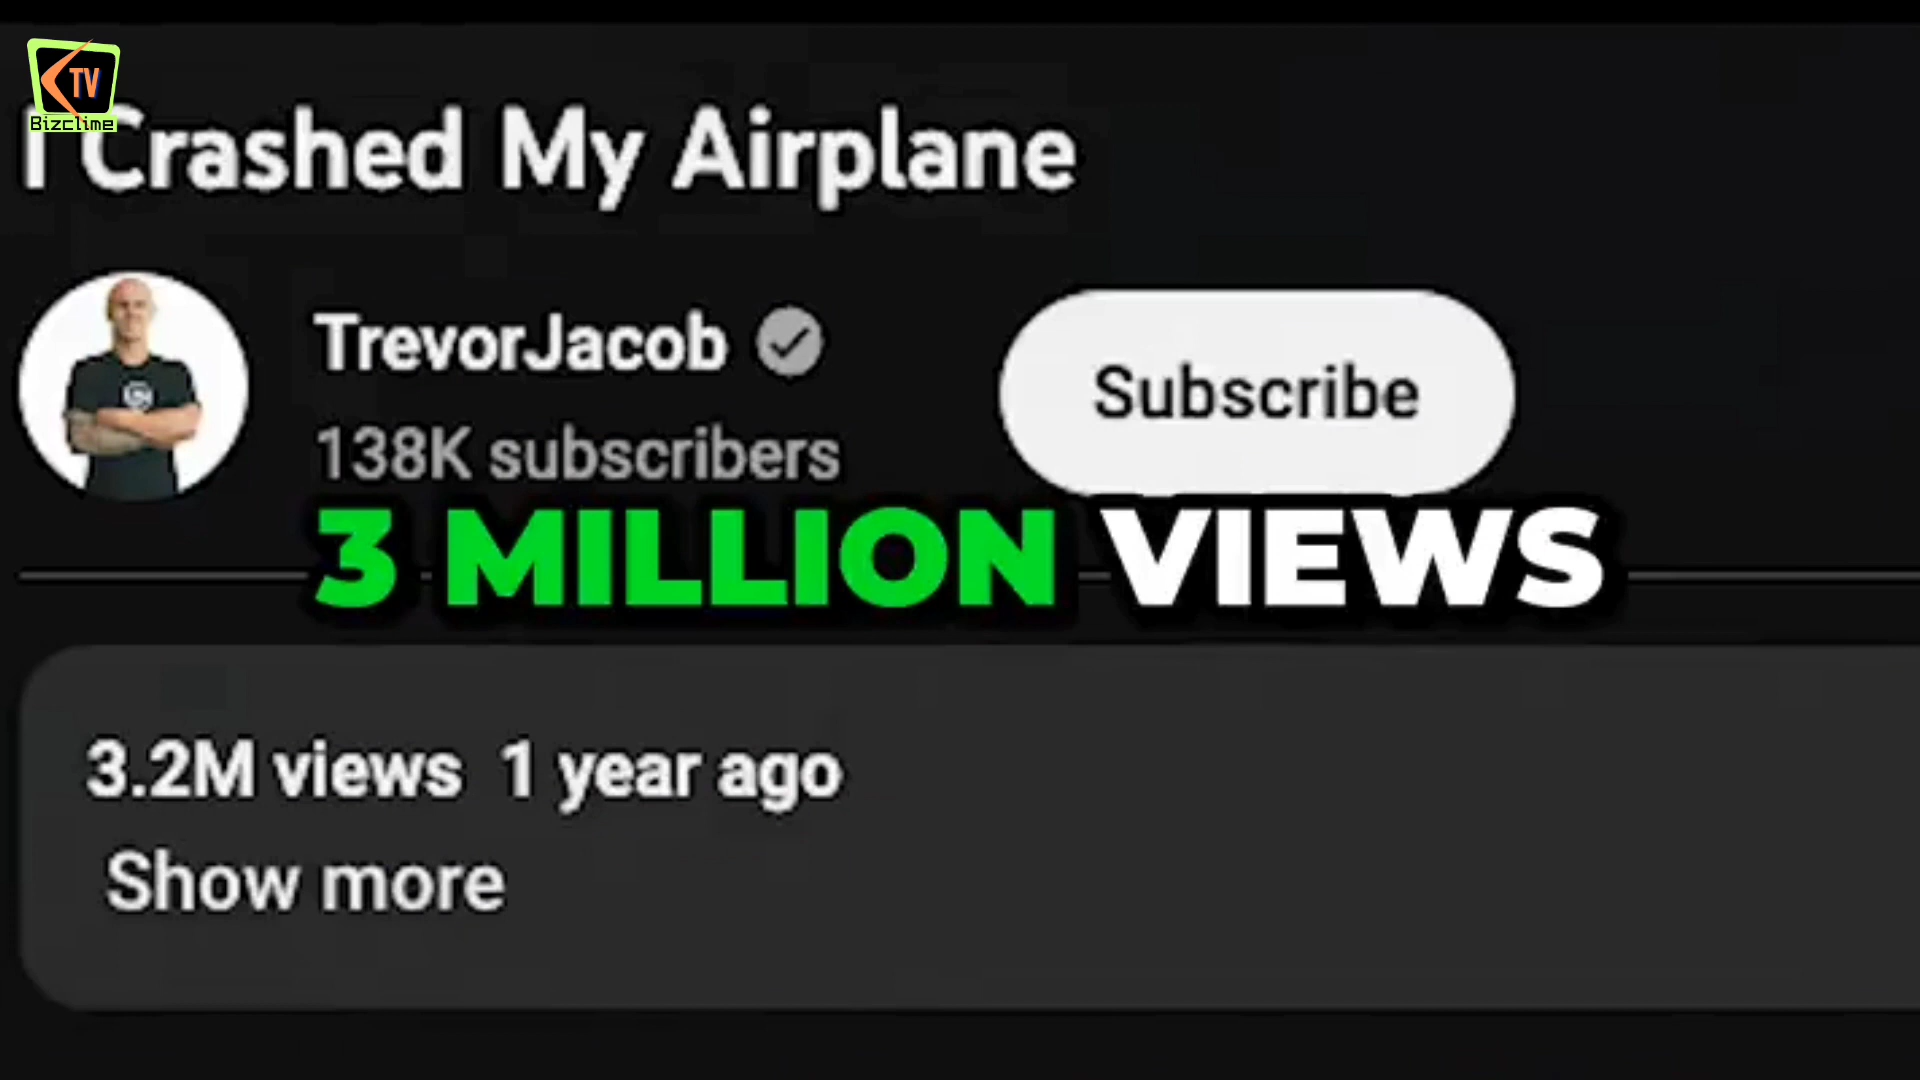 TV
Bizclime
I Crashed My Airplane
TrevorJacob
138K subscribers
Subscribe
3 MILLION VIEWS
3.2M views 1 year ago
Show more